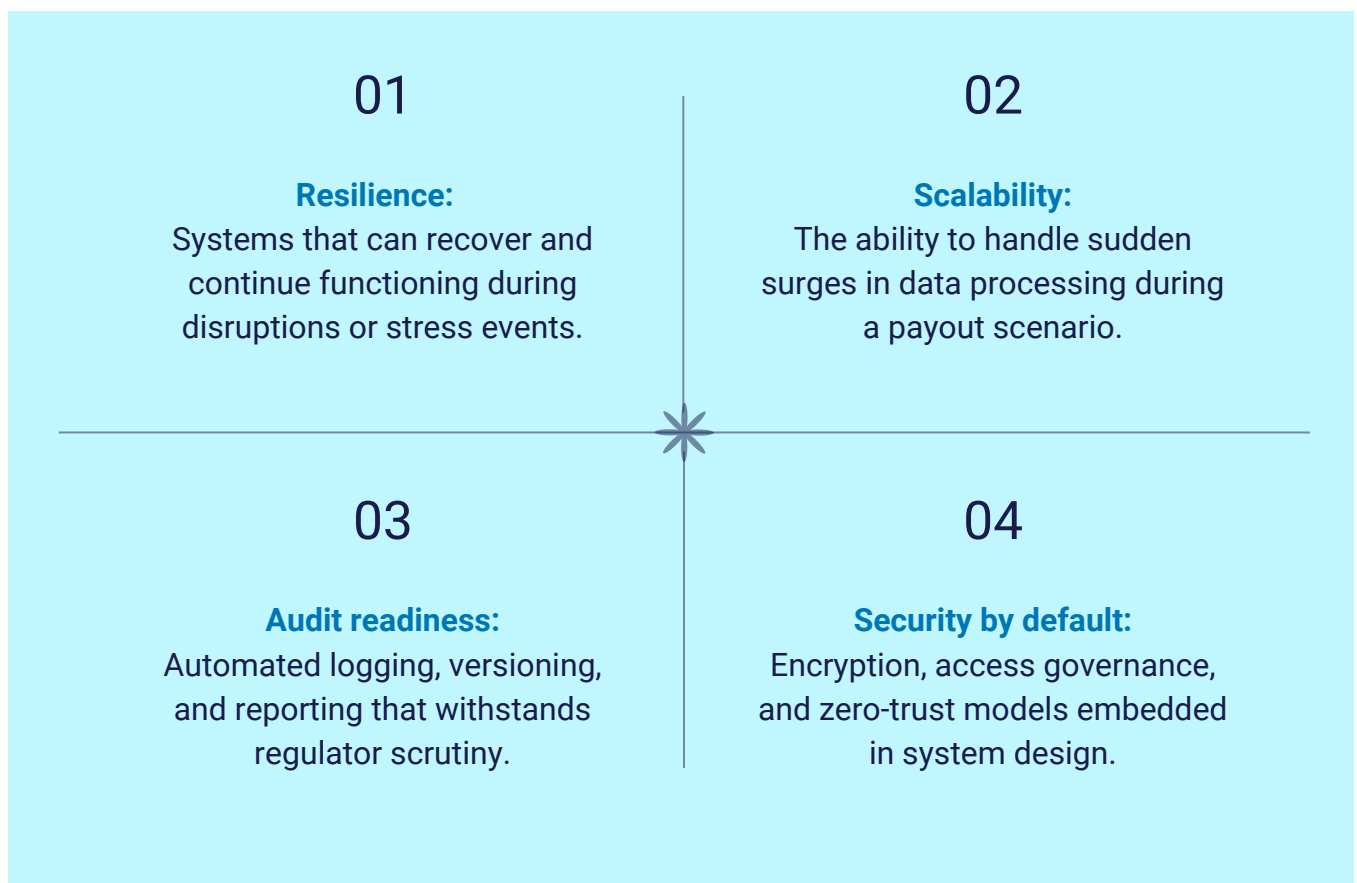 01
Resilience:
Systems that can recover and
continue functioning during
disruptions or stress events.
02
Scalability:
The ability to handle sudden
surges in data processing during
a payout scenario.
03
Audit readiness:
Automated logging, versioning,
and reporting that withstands
regulator scrutiny.
04
Security by default:
Encryption, access governance,
and zero-trust models embedded
in system design.